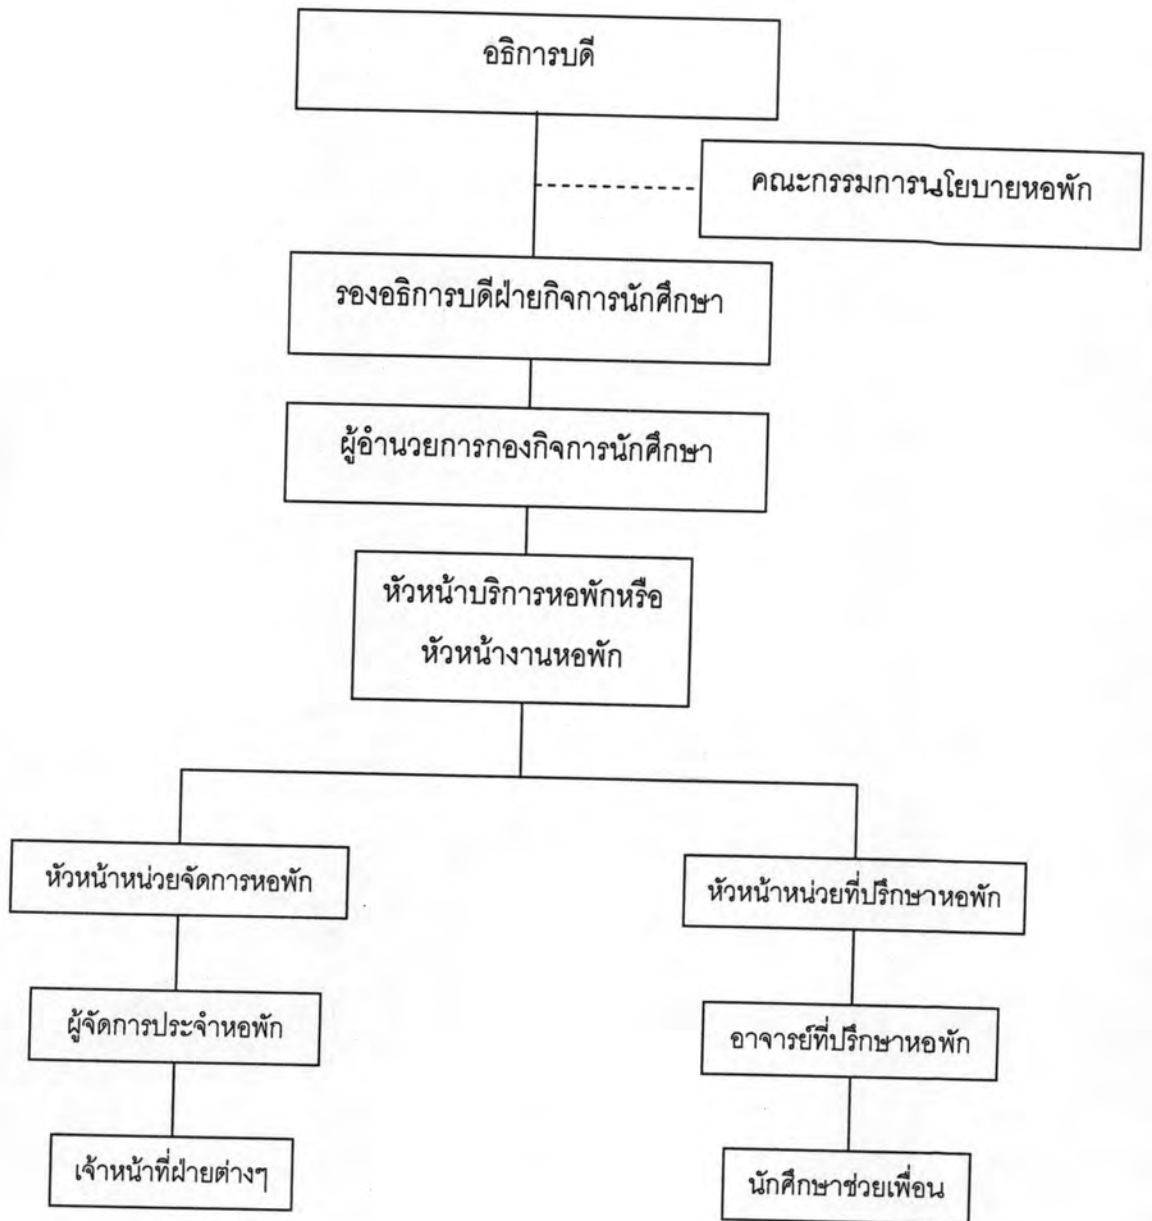 อธิการบดี
คณะกรรมการนโยบายหอพัก
รองอธิการบดีฝ่ายกิจการนักศึกษา
ผู้อำนวยการกองกิจการนักศึกษา
หัวหน้าบริการหอพักหรือ
หัวหน้างานหอพัก
หัวหน้าหน่วยจัดการหอพัก
หัวหน้าหน่วยที่ปรึกษาหอพัก
ผู้จัดการประจำหอพัก
อาจารย์ที่ปรึกษาหอพัก
เจ้าหน้าที่ฝ่ายต่างๆ
นักศึกษาช่วยเพื่อน